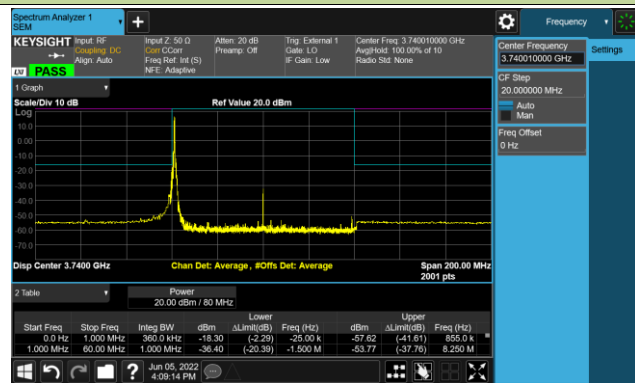 Spectrum Analyzer 1
SEM
Frequency
KEYSIGHT
Input: RF
Coupling: DC
Align: Auto
Input Z: 50 Ω
Corr CCorr
Freq Ref: Int (S)
NFE: Adaptive
Atten: 20 dB
Preamp: Off
Trig: External 1
Gate: LO
IF Gain: Low
Center Freq: 3.740010000 GHz
Avg|Hold: 100.00% of 10
Radio Std: None
LXI PASS
Center Frequency
3.740010000 GHz
Settings
CF Step
20.000000 MHz
Auto
Man
Freq Offset
0 Hz
1 Graph
Scale/Div 10 dB
Ref Value 20.0 dBm
Log
10.0
0.00
-10.0
-20.0
-30.0
-40.0
-50.0
-60.0
-70.0
Disp Center 3.7400 GHz
Chan Det: Average , #Offs Det: Average
Span 200.00 MHz
2001 pts
2 Table
Power
20.00 dBm / 80 MHz
Lower Upper
Start Freq Stop Freq Integ BW dBm ΔLimit(dB) Freq (Hz) dBm ΔLimit(dB) Freq (Hz)
0.0 Hz 1.000 MHz 360.0 kHz -18.30 (-2.29) -25.00 k -57.62 (-41.61) 855.0 k
1.000 MHz 60.00 MHz 1.000 MHz -36.40 (-20.39) -1.500 M -53.77 (-37.76) 8.250 M
Jun 05, 2022
4:09:14 PM